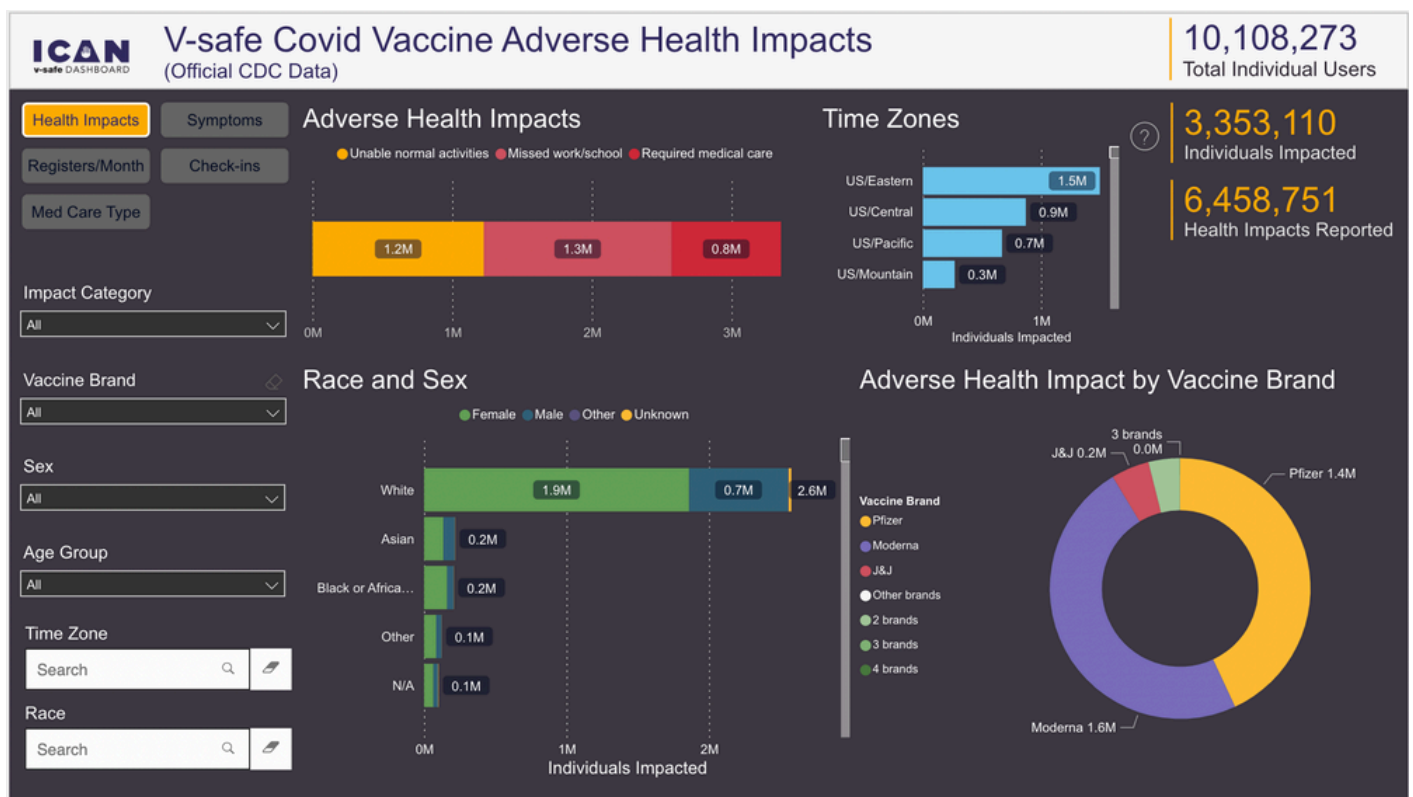 ICAN
v-safe DASHBOARD
V-safe Covid Vaccine Adverse Health Impacts
(Official CDC Data)
10,108,273
Total Individual Users
Health Impacts
Symptoms
Registers/Month
Check-ins
Med Care Type
Impact Category
All
Vaccine Brand
All
Sex
All
Age Group
All
Time Zone
Search
Race
Search
Adverse Health Impacts
Unable normal activities Missed work/school Required medical care
1.2M 1.3M 0.8M
0M 1M 2M 3M
Time Zones
?
US/Eastern 1.5M
US/Central 0.9M
US/Pacific 0.7M
US/Mountain 0.3M
0M 1M
Individuals Impacted
3,353,110
Individuals Impacted
6,458,751
Health Impacts Reported
Race and Sex
Female Male Other Unknown
White 1.9M 0.7M 2.6M
Asian 0.2M
Black or Africa... 0.2M
Other 0.1M
N/A 0.1M
0M 1M 2M
Individuals Impacted
Adverse Health Impact by Vaccine Brand
Vaccine Brand
Pfizer
Moderna
J&J
Other brands
2 brands
3 brands
4 brands
3 brands
0.0M
J&J 0.2M
Pfizer 1.4M
Moderna 1.6M